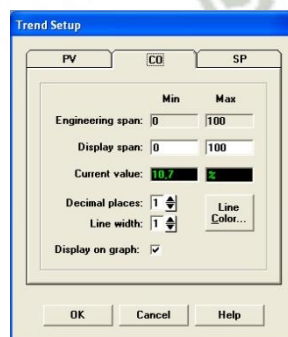 Trend Setup
PV CO SP
Min Max
Engineering span: 0 100
Display span: 0 100
Current value: 10,7 %
Decimal places: 1
Line width: 1
Line Color...
Display on graph:
OK Cancel Help